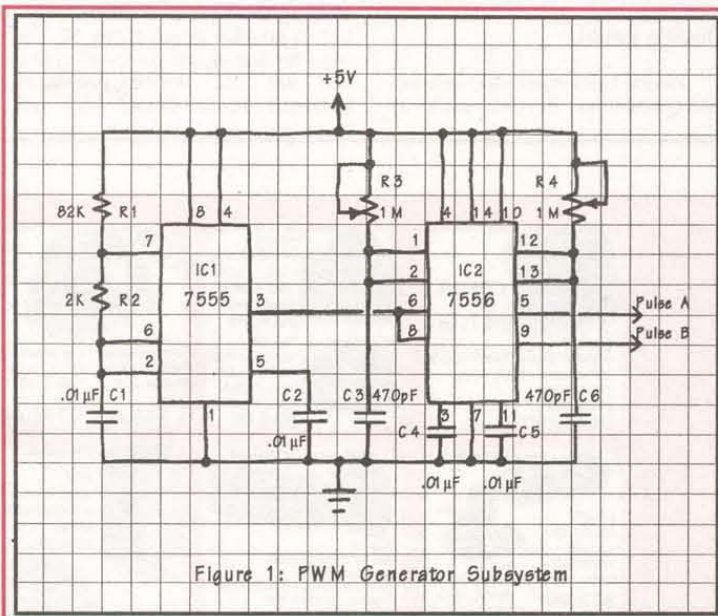 +5V
R3
R4
82K R1
8 4
1M
4 14 10
1M
7
1
12
IC1
IC2
2
13
7555
7556
2K R2
3
6
5
Pulse A
8
9
Pulse B
6
2
5
.01µF C1
C2
C3 470pF
470pF C6
1
3 7 11
C4
C5
.01µF
.01µF .01µF
Figure 1: PWM Generator Subsystem